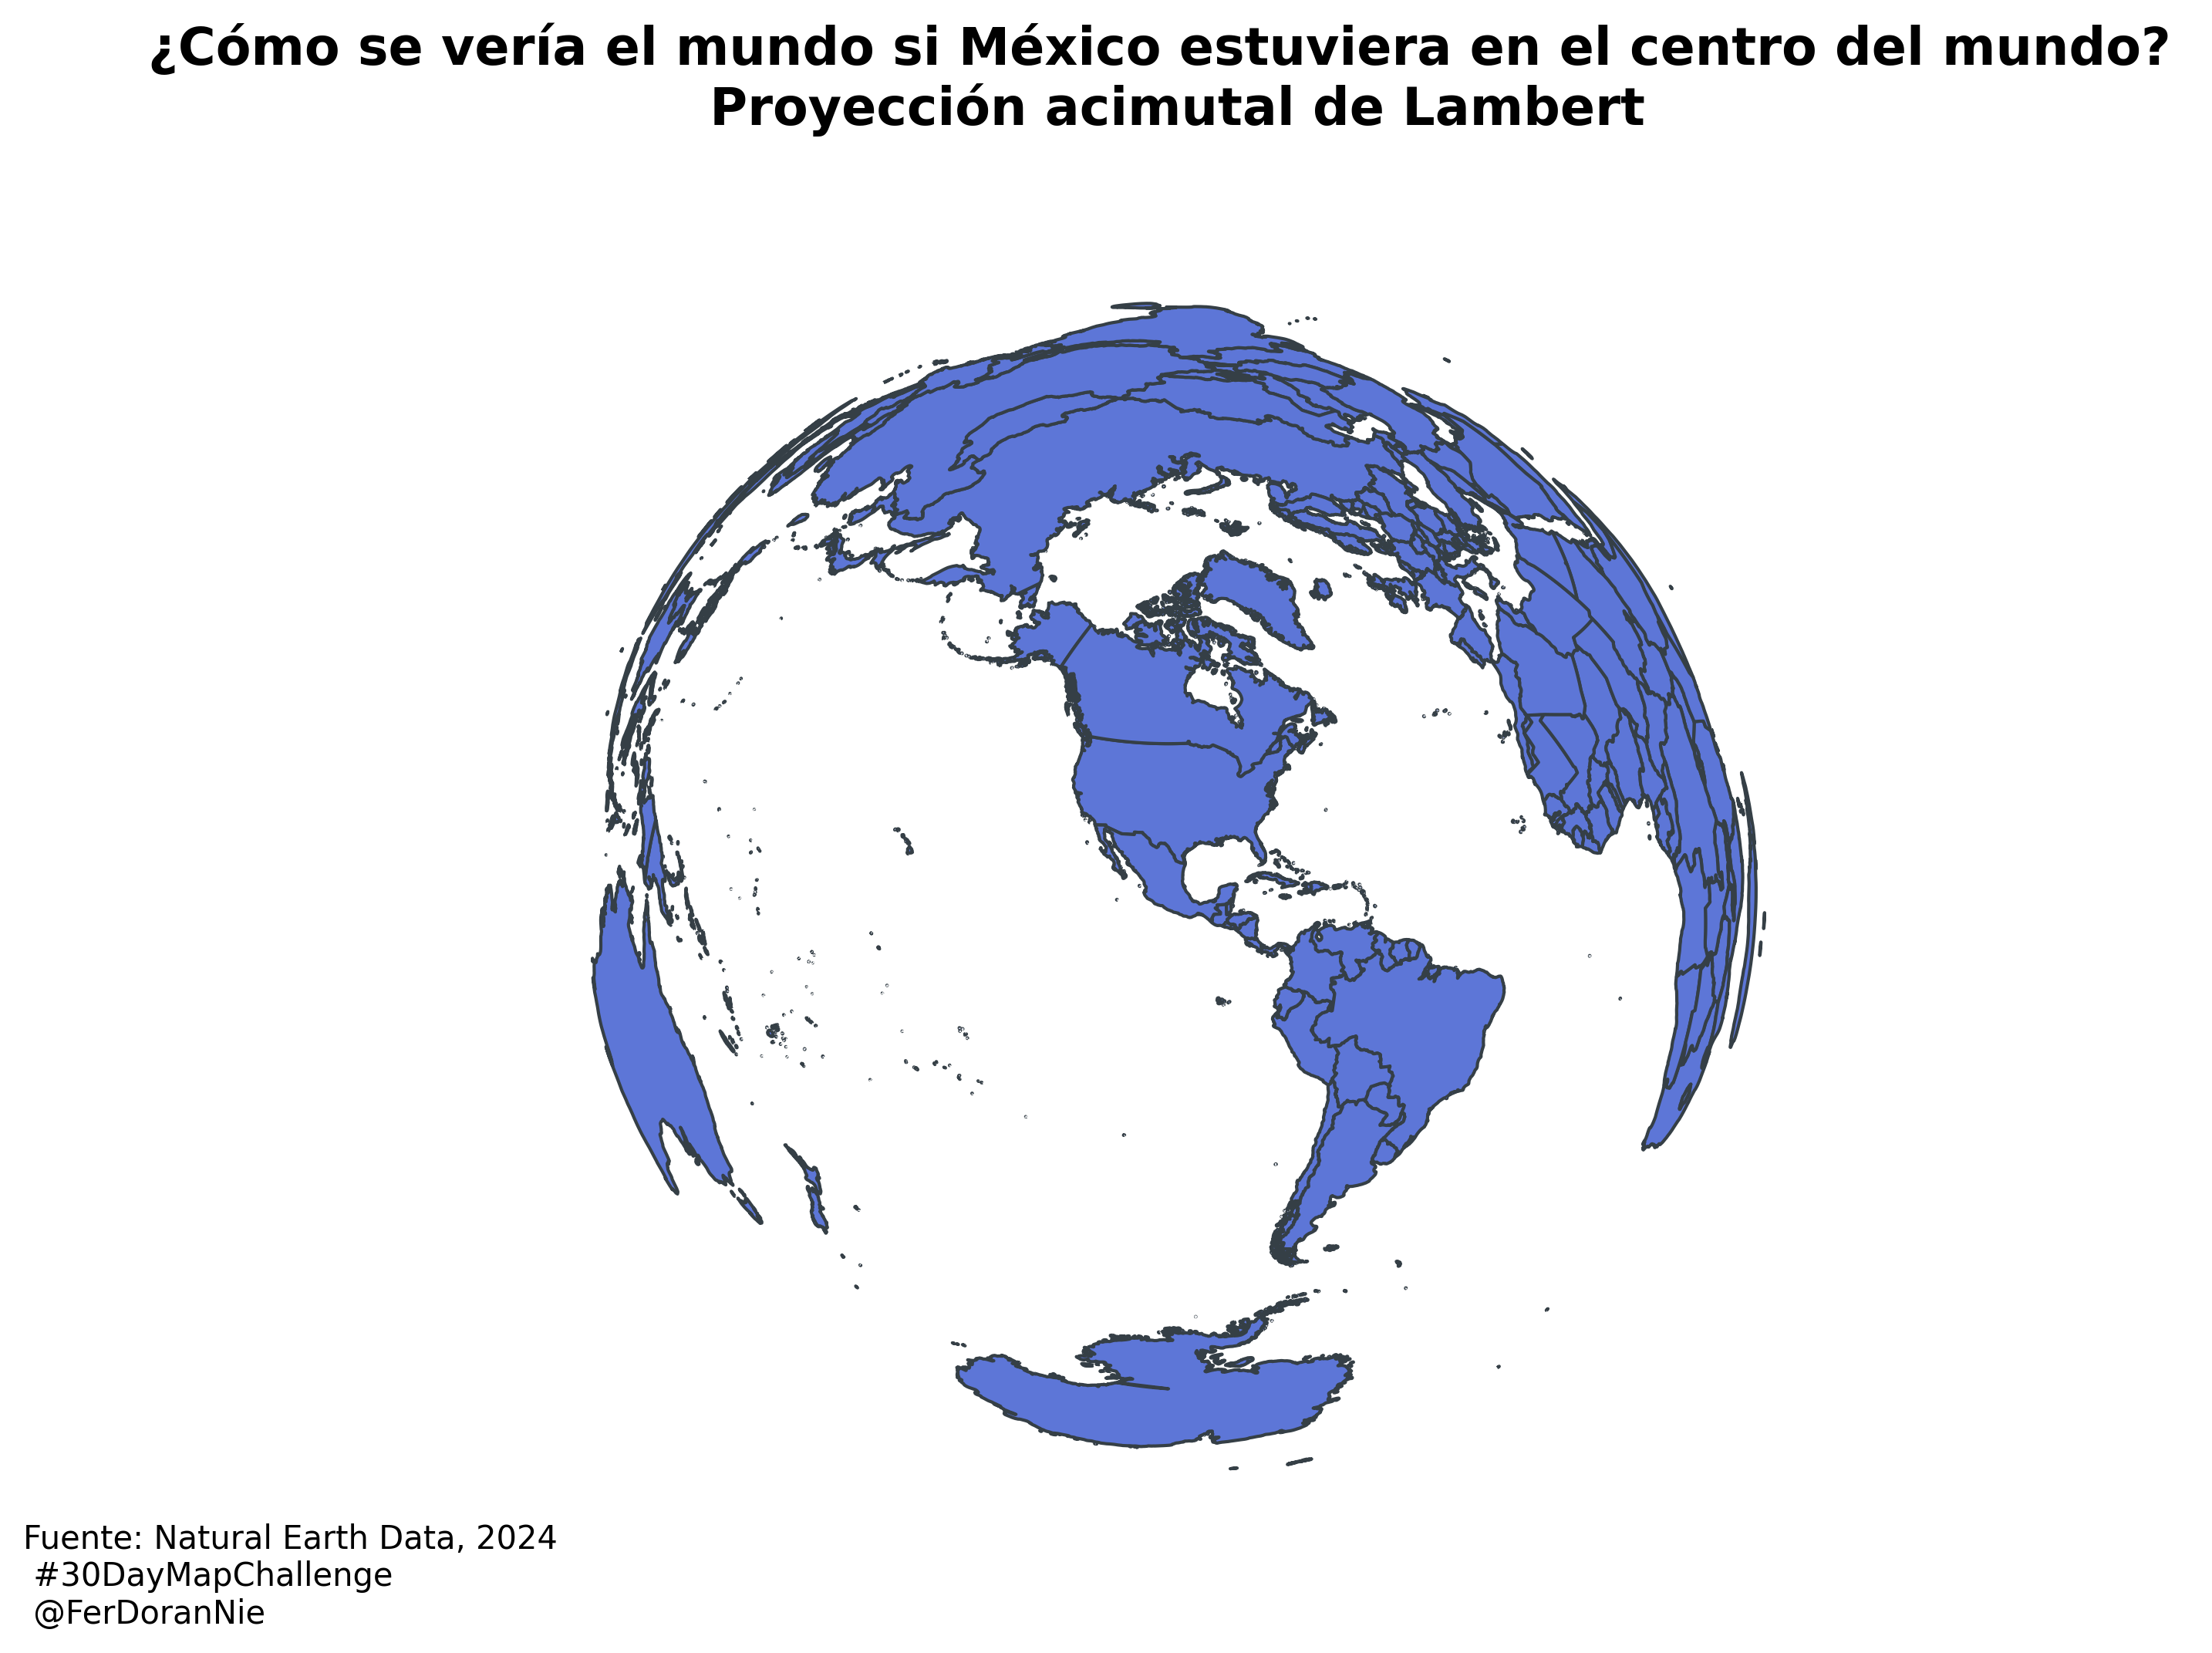 ¿Cómo se vería el mundo si México estuviera en el centro del mundo?
Proyección acimutal de Lambert
Fuente: Natural Earth Data, 2024
#30DayMapChallenge
@FerDoranNie